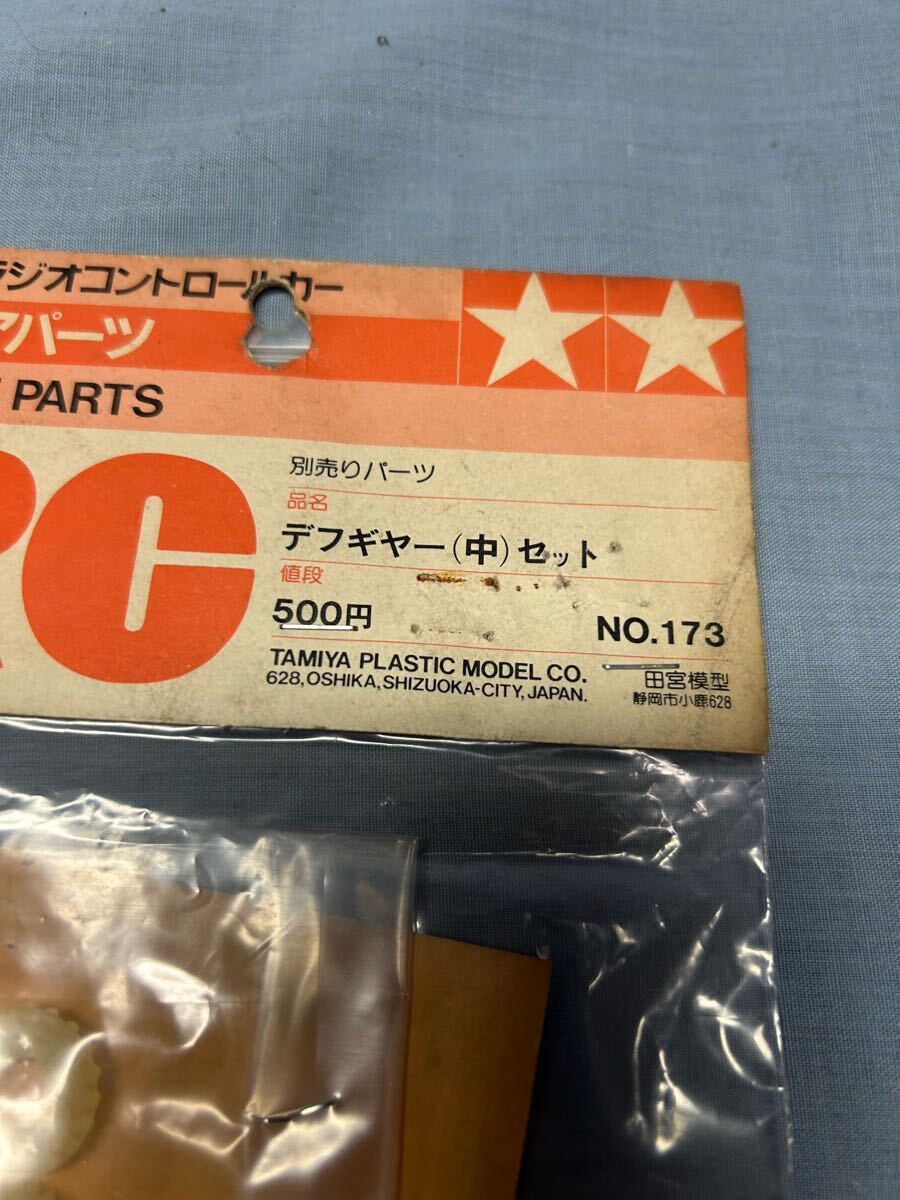 ラジオコントロールカー
アパーツ
PARTS
RC
別売りパーツ
品名
デフギヤー(中)セット
値段
500円
NO.173
TAMIYA PLASTIC MODEL CO.
628, OSHIKA, SHIZUOKA-CITY, JAPAN.
田宮模型
静岡市小鹿628